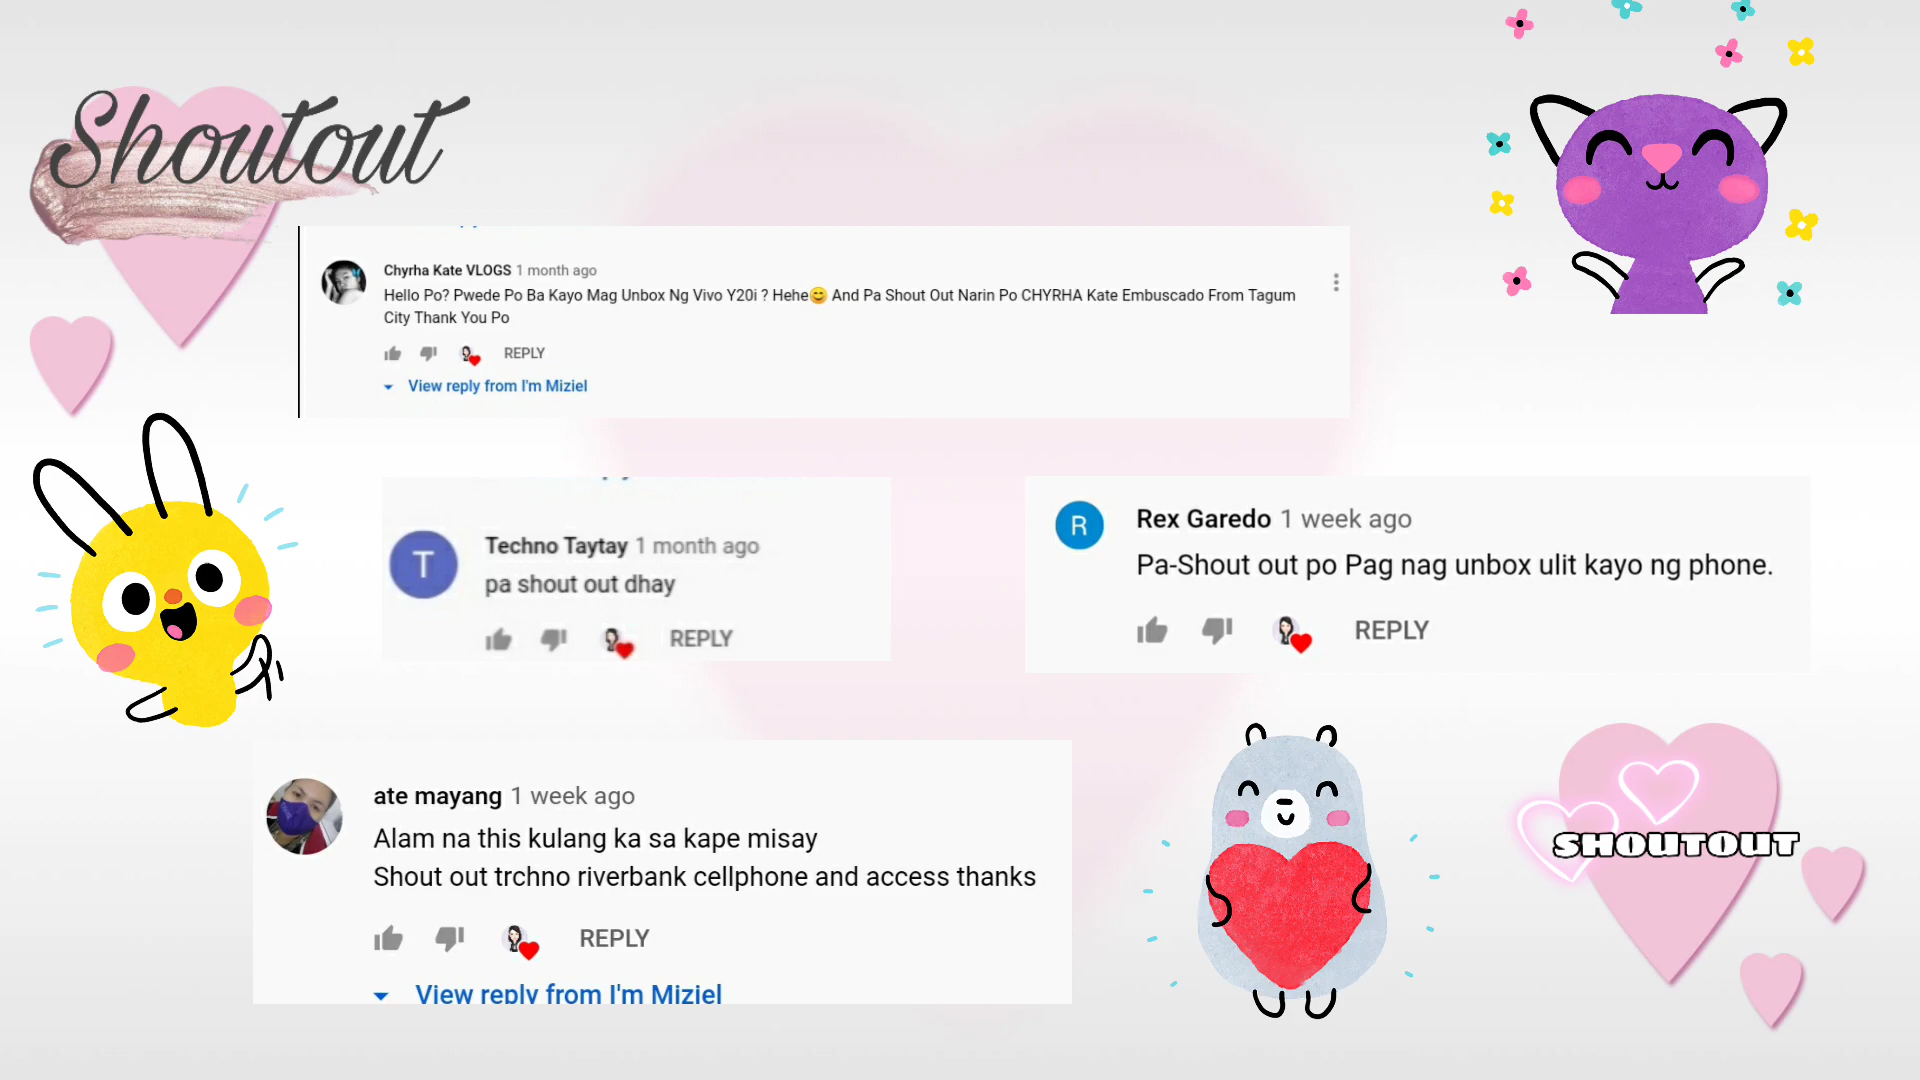 Shoutout
Chyrha Kate VLOGS 1 month ago
Hello Po? Pwede Po Ba Kayo Mag Unbox Ng Vivo Y20i ? Hehe😊 And Pa Shout Out Narin Po CHYRHA Kate Embuscado From Tagum
City Thank You Po
REPLY
View reply from I'm Miziel
T
Techno Taytay 1 month ago
pa shout out dhay
REPLY
R
Rex Garedo 1 week ago
Pa-Shout out po Pag nag unbox ulit kayo ng phone.
REPLY
ate mayang 1 week ago
Alam na this kulang ka sa kape misay
Shout out trchno riverbank cellphone and access thanks
REPLY
View reply from I'm Miziel
SHOUTOUT